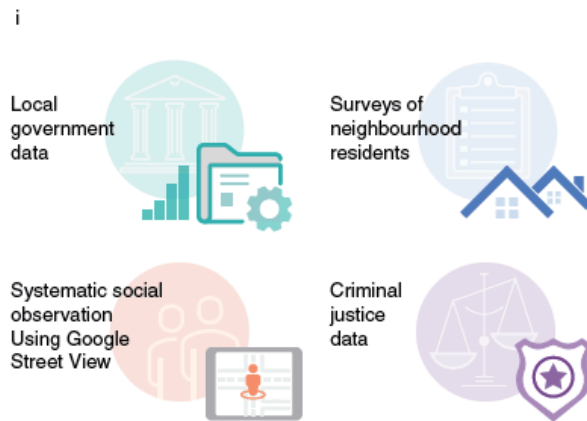 i
Local
government
data
Surveys of
neighbourhood
residents
Systematic social
observation
Using Google
Street View
Criminal
justice
data